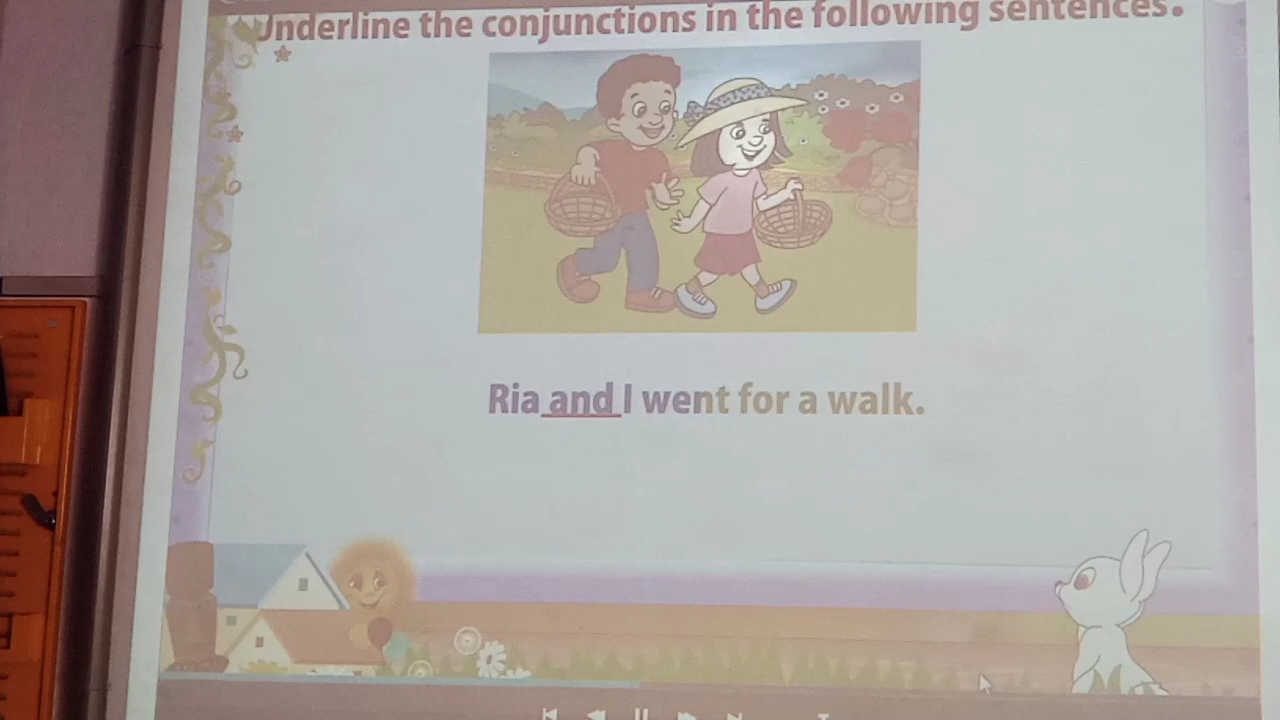 Underline the conjunctions in the following sentences.
Ria and I went for a walk.